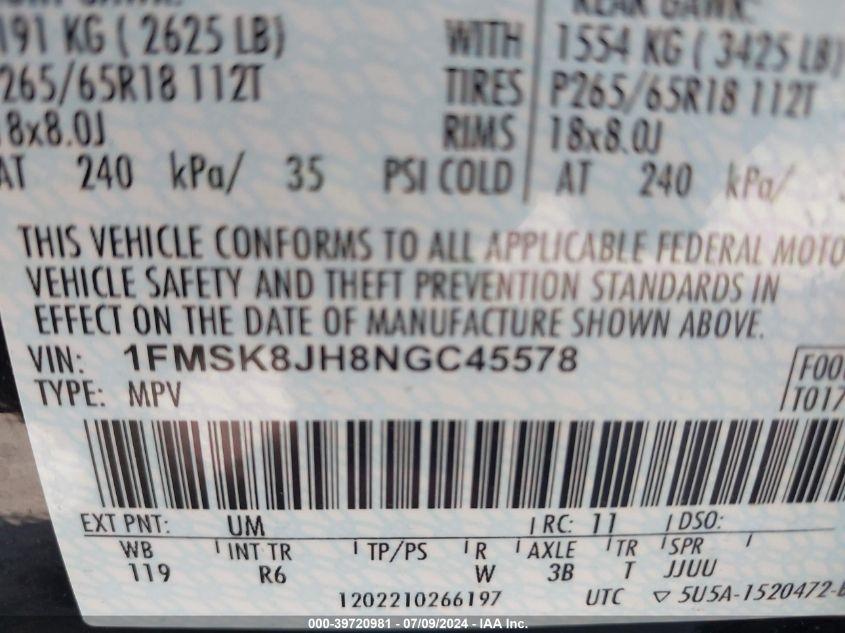 191 KG ( 2625 LB) WITH 1554 KG ( 3425 LB)
265/65R18 112T TIRES P265/65R18 112T
8x8.0J RIMS 18x8.0J
AT 240 kPa/ 35 PSI COLD AT 240 kPa/
THIS VEHICLE CONFORMS TO ALL APPLICABLE FEDERAL MOTO
VEHICLE SAFETY AND THEFT PREVENTION STANDARDS IN
EFFECT ON THE DATE OF MANUFACTURE SHOWN ABOVE.
VIN: 1FMSK8JH8NGC45578 F00
TYPE: MPV T017
EXT PNT: UM RC: 11 DSO:
WB INT TR TP/PS R AXLE TR SPR
119 R6 W 3B T JJUU
1202210266197 UTC ▽ 5U5A-1520472-
000-39720981 - 07/09/2024 - IAA Inc.